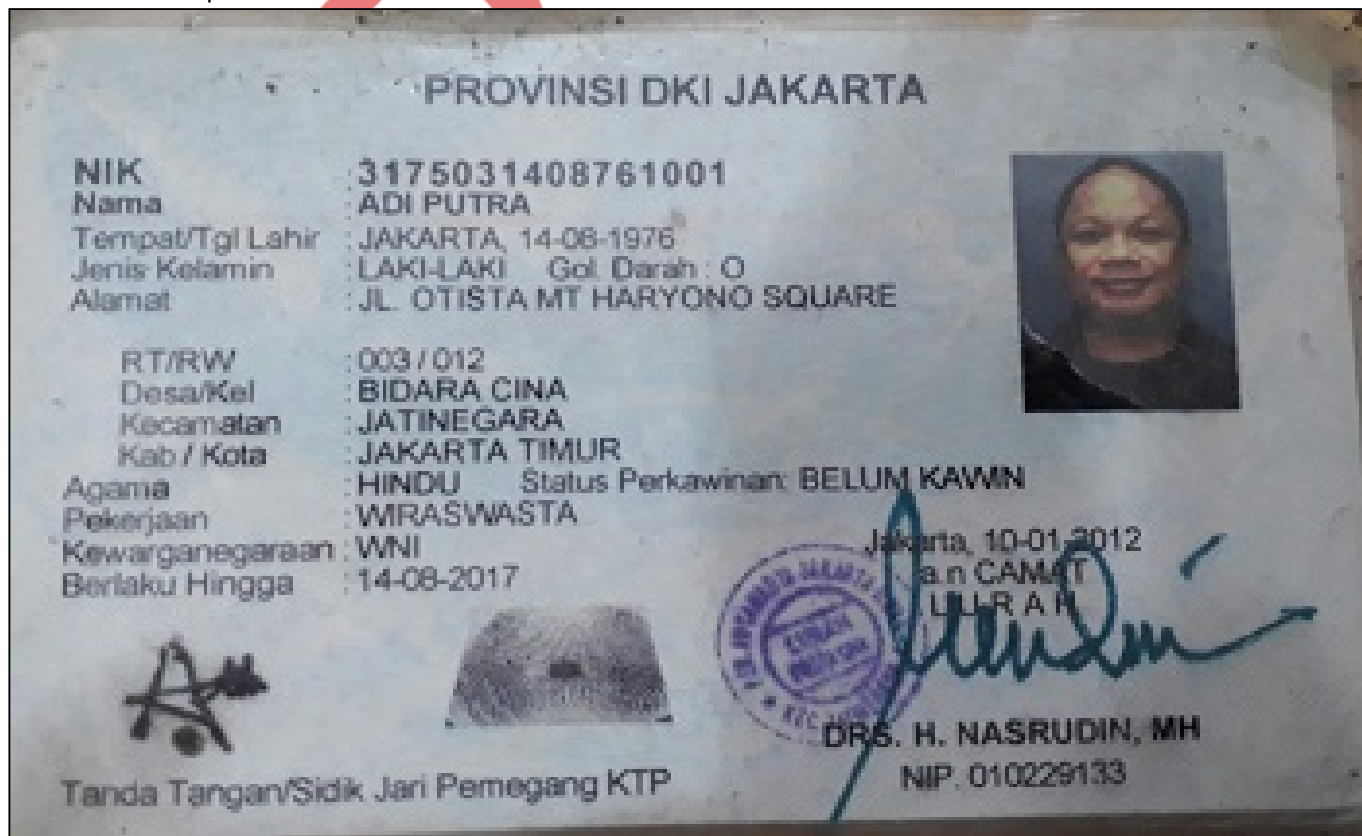 PROVINSI DKI JAKARTA
NIK : 3175031408761001
Nama : ADI PUTRA
Tempat/Tgl Lahir : JAKARTA, 14-08-1976
Jenis Kelamin : LAKI-LAKI Gol. Darah : O
Alamat : JL. OTISTA MT HARYONO SQUARE
RT/RW : 003 / 012
Desa/Kel : BIDARA CINA
Kecamatan : JATINEGARA
Kab / Kota : JAKARTA TIMUR
Agama : HINDU Status Perkawinan: BELUM KAWIN
Pekerjaan : WIRASWASTA
Kewarganegaraan : WNI
Berlaku Hingga : 14-08-2017
Jakarta, 10-01-2012
a.n CAMAT
LURAH
DRS. H. NASRUDIN, MH
NIP. 010229133
Tanda Tangan/Sidik Jari Pemegang KTP